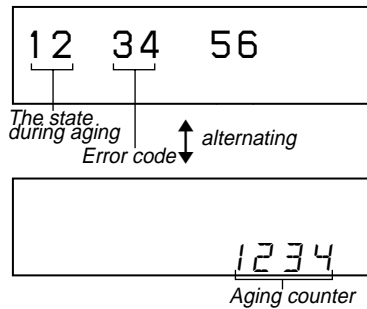 12 34 56
The state
during aging
alternating
Error code
1234
Aging counter